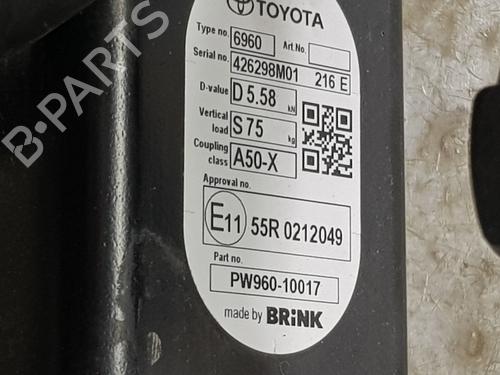 TOYOTA
Type no. 6960 Art.No.
Serial no. 426298M01 216 E
D-value D 5.58 kN
Vertical load S 75 kg
Coupling class A50-X
Approval no.
E11 55R 0212049
Part no.
PW960-10017
made by BRINK
B-PARTS